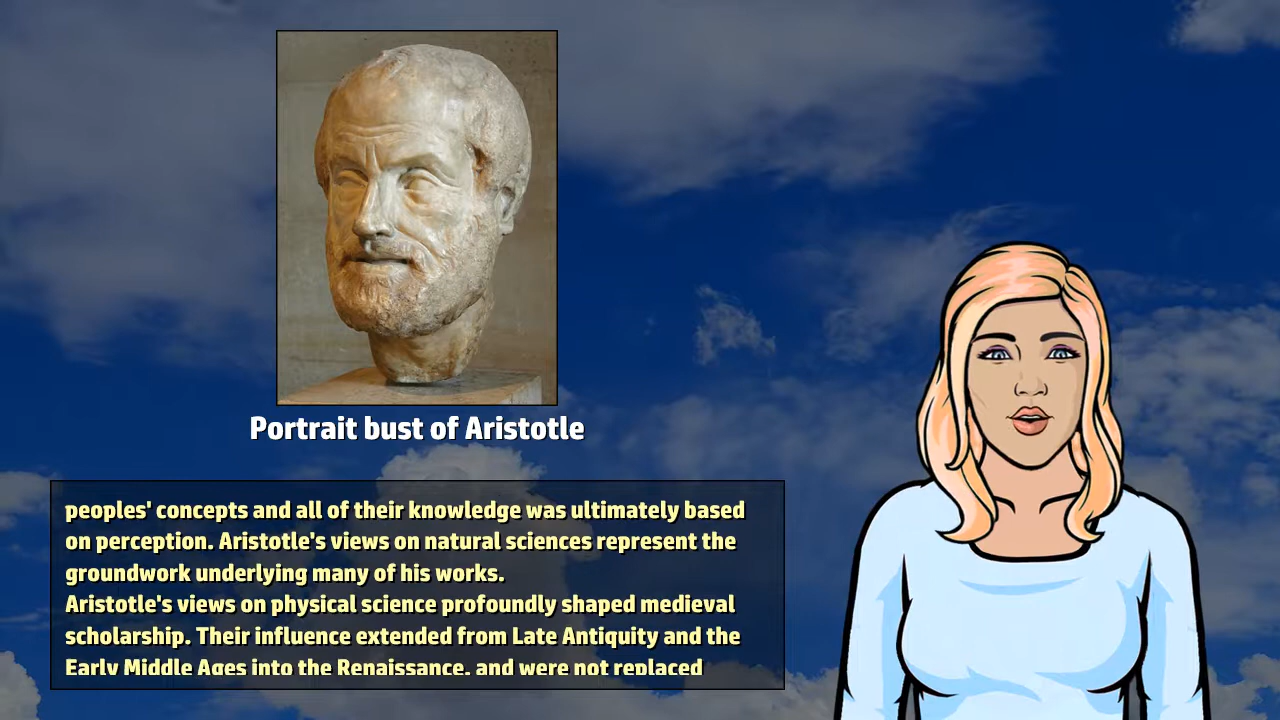 Portrait bust of Aristotle
peoples' concepts and all of their knowledge was ultimately based
on perception. Aristotle's views on natural sciences represent the
groundwork underlying many of his works.
Aristotle's views on physical science profoundly shaped medieval
scholarship. Their influence extended from Late Antiquity and the
Early Middle Ages into the Renaissance, and were not replaced